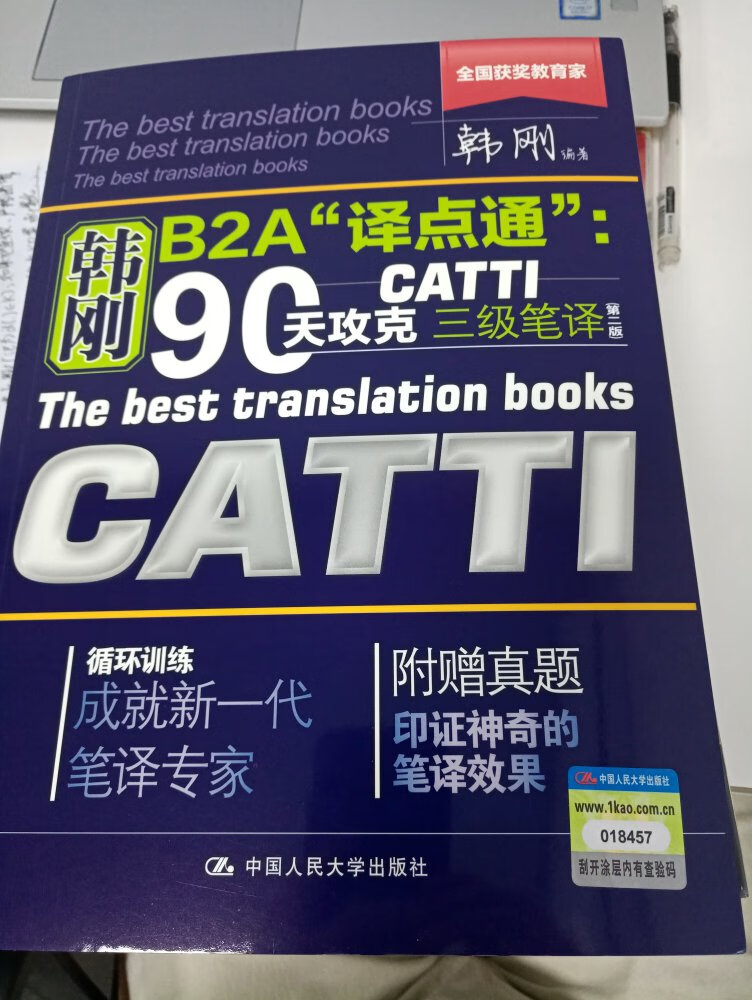 全国获奖教育家
The best translation books
The best translation books
The best translation books
韩刚 编著
韩刚
B2A“译点通”:
90天攻克 CATTI 三级笔译 (第二版)
The best translation books
CATTI
循环训练
成就新一代
笔译专家
附赠真题
印证神奇的
笔译效果
中国人民大学出版社
www.1kao.com.cn
018457
刮开涂层内有查验码
中国人民大学出版社